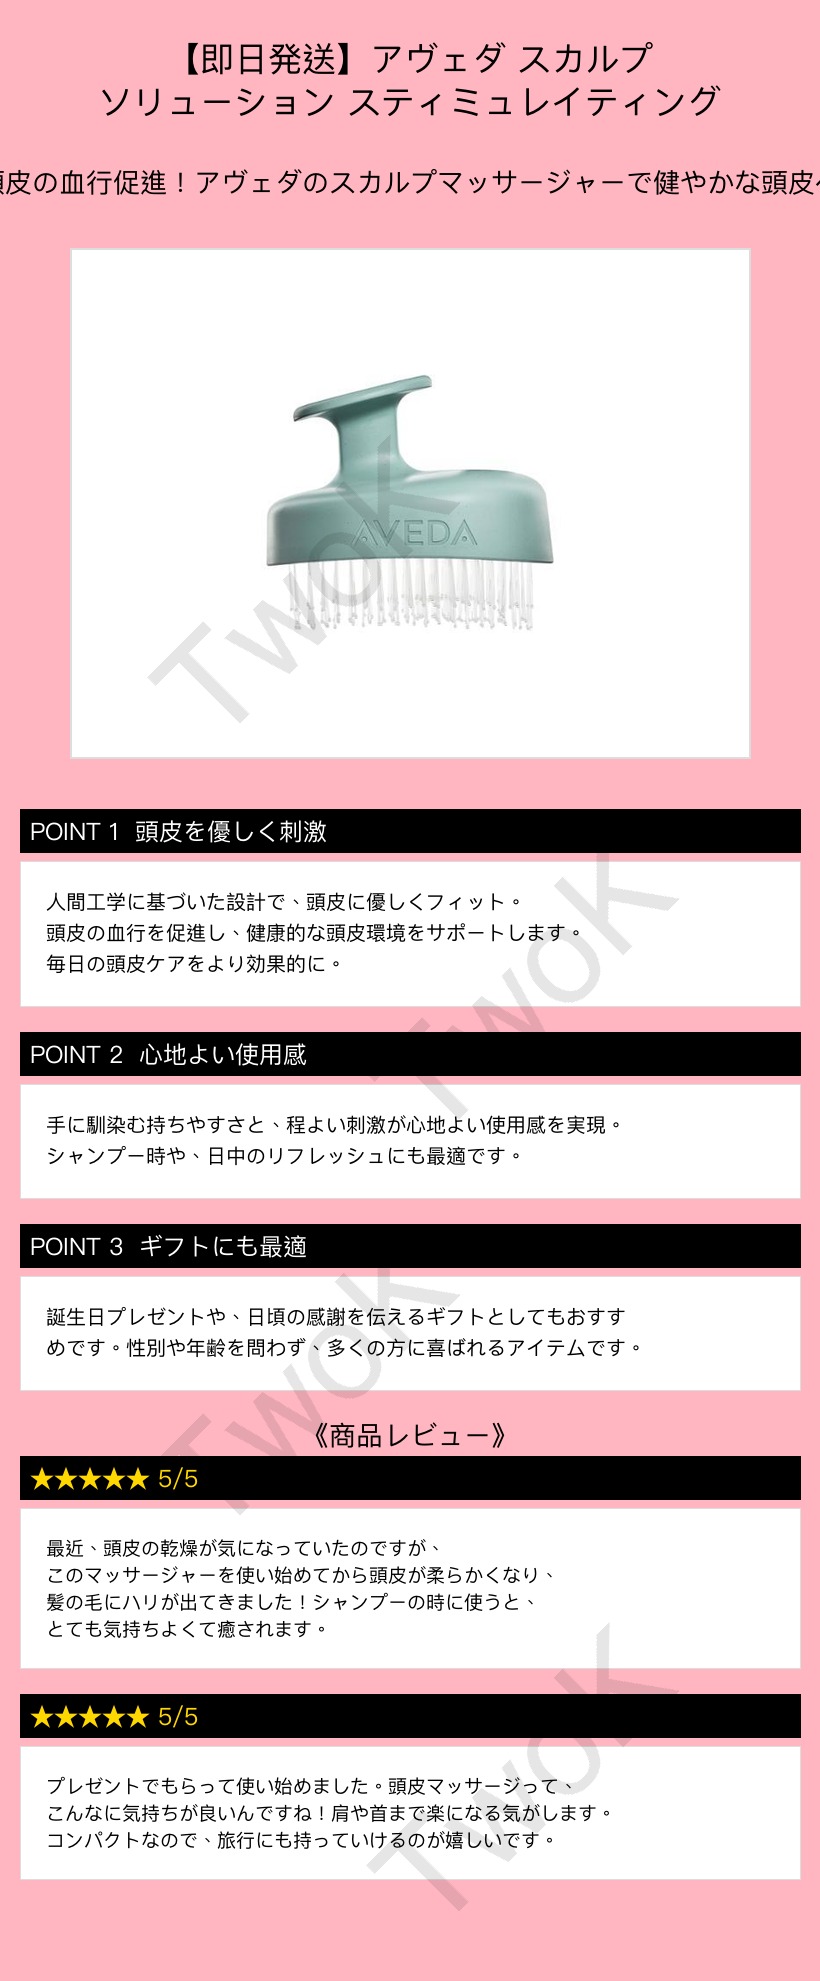 【即日発送】アヴェダ スカルプ
ソリューション スティミュレイティング
皮の血行促進！アヴェダのスカルプマッサージャーで健やかな頭皮へ
AVEDA
TwoK
POINT 1 頭皮を優しく刺激
人間工学に基づいた設計で、頭皮に優しくフィット。
頭皮の血行を促進し、健康的な頭皮環境をサポートします。
毎日の頭皮ケアをより効果的に。
TwoK
POINT 2 心地よい使用感
手に馴染む持ちやすさと、程よい刺激が心地よい使用感を実現。
シャンプー時や、日中のリフレッシュにも最適です。
POINT 3 ギフトにも最適
誕生日プレゼントや、日頃の感謝を伝えるギフトとしてもおすす
めです。性別や年齢を問わず、多くの方に喜ばれるアイテムです。
TwoK
《商品レビュー》
★★★★★ 5/5
最近、頭皮の乾燥が気になっていたのですが、
このマッサージャーを使い始めてから頭皮が柔らかくなり、
髪の毛にハリが出てきました！シャンプーの時に使うと、
とても気持ちよくて癒されます。
★★★★★ 5/5
プレゼントでもらって使い始めました。頭皮マッサージって、
こんなに気持ちが良いんですね！肩や首まで楽になる気がします。
コンパクトなので、旅行にも持っていけるのが嬉しいです。
TwoK